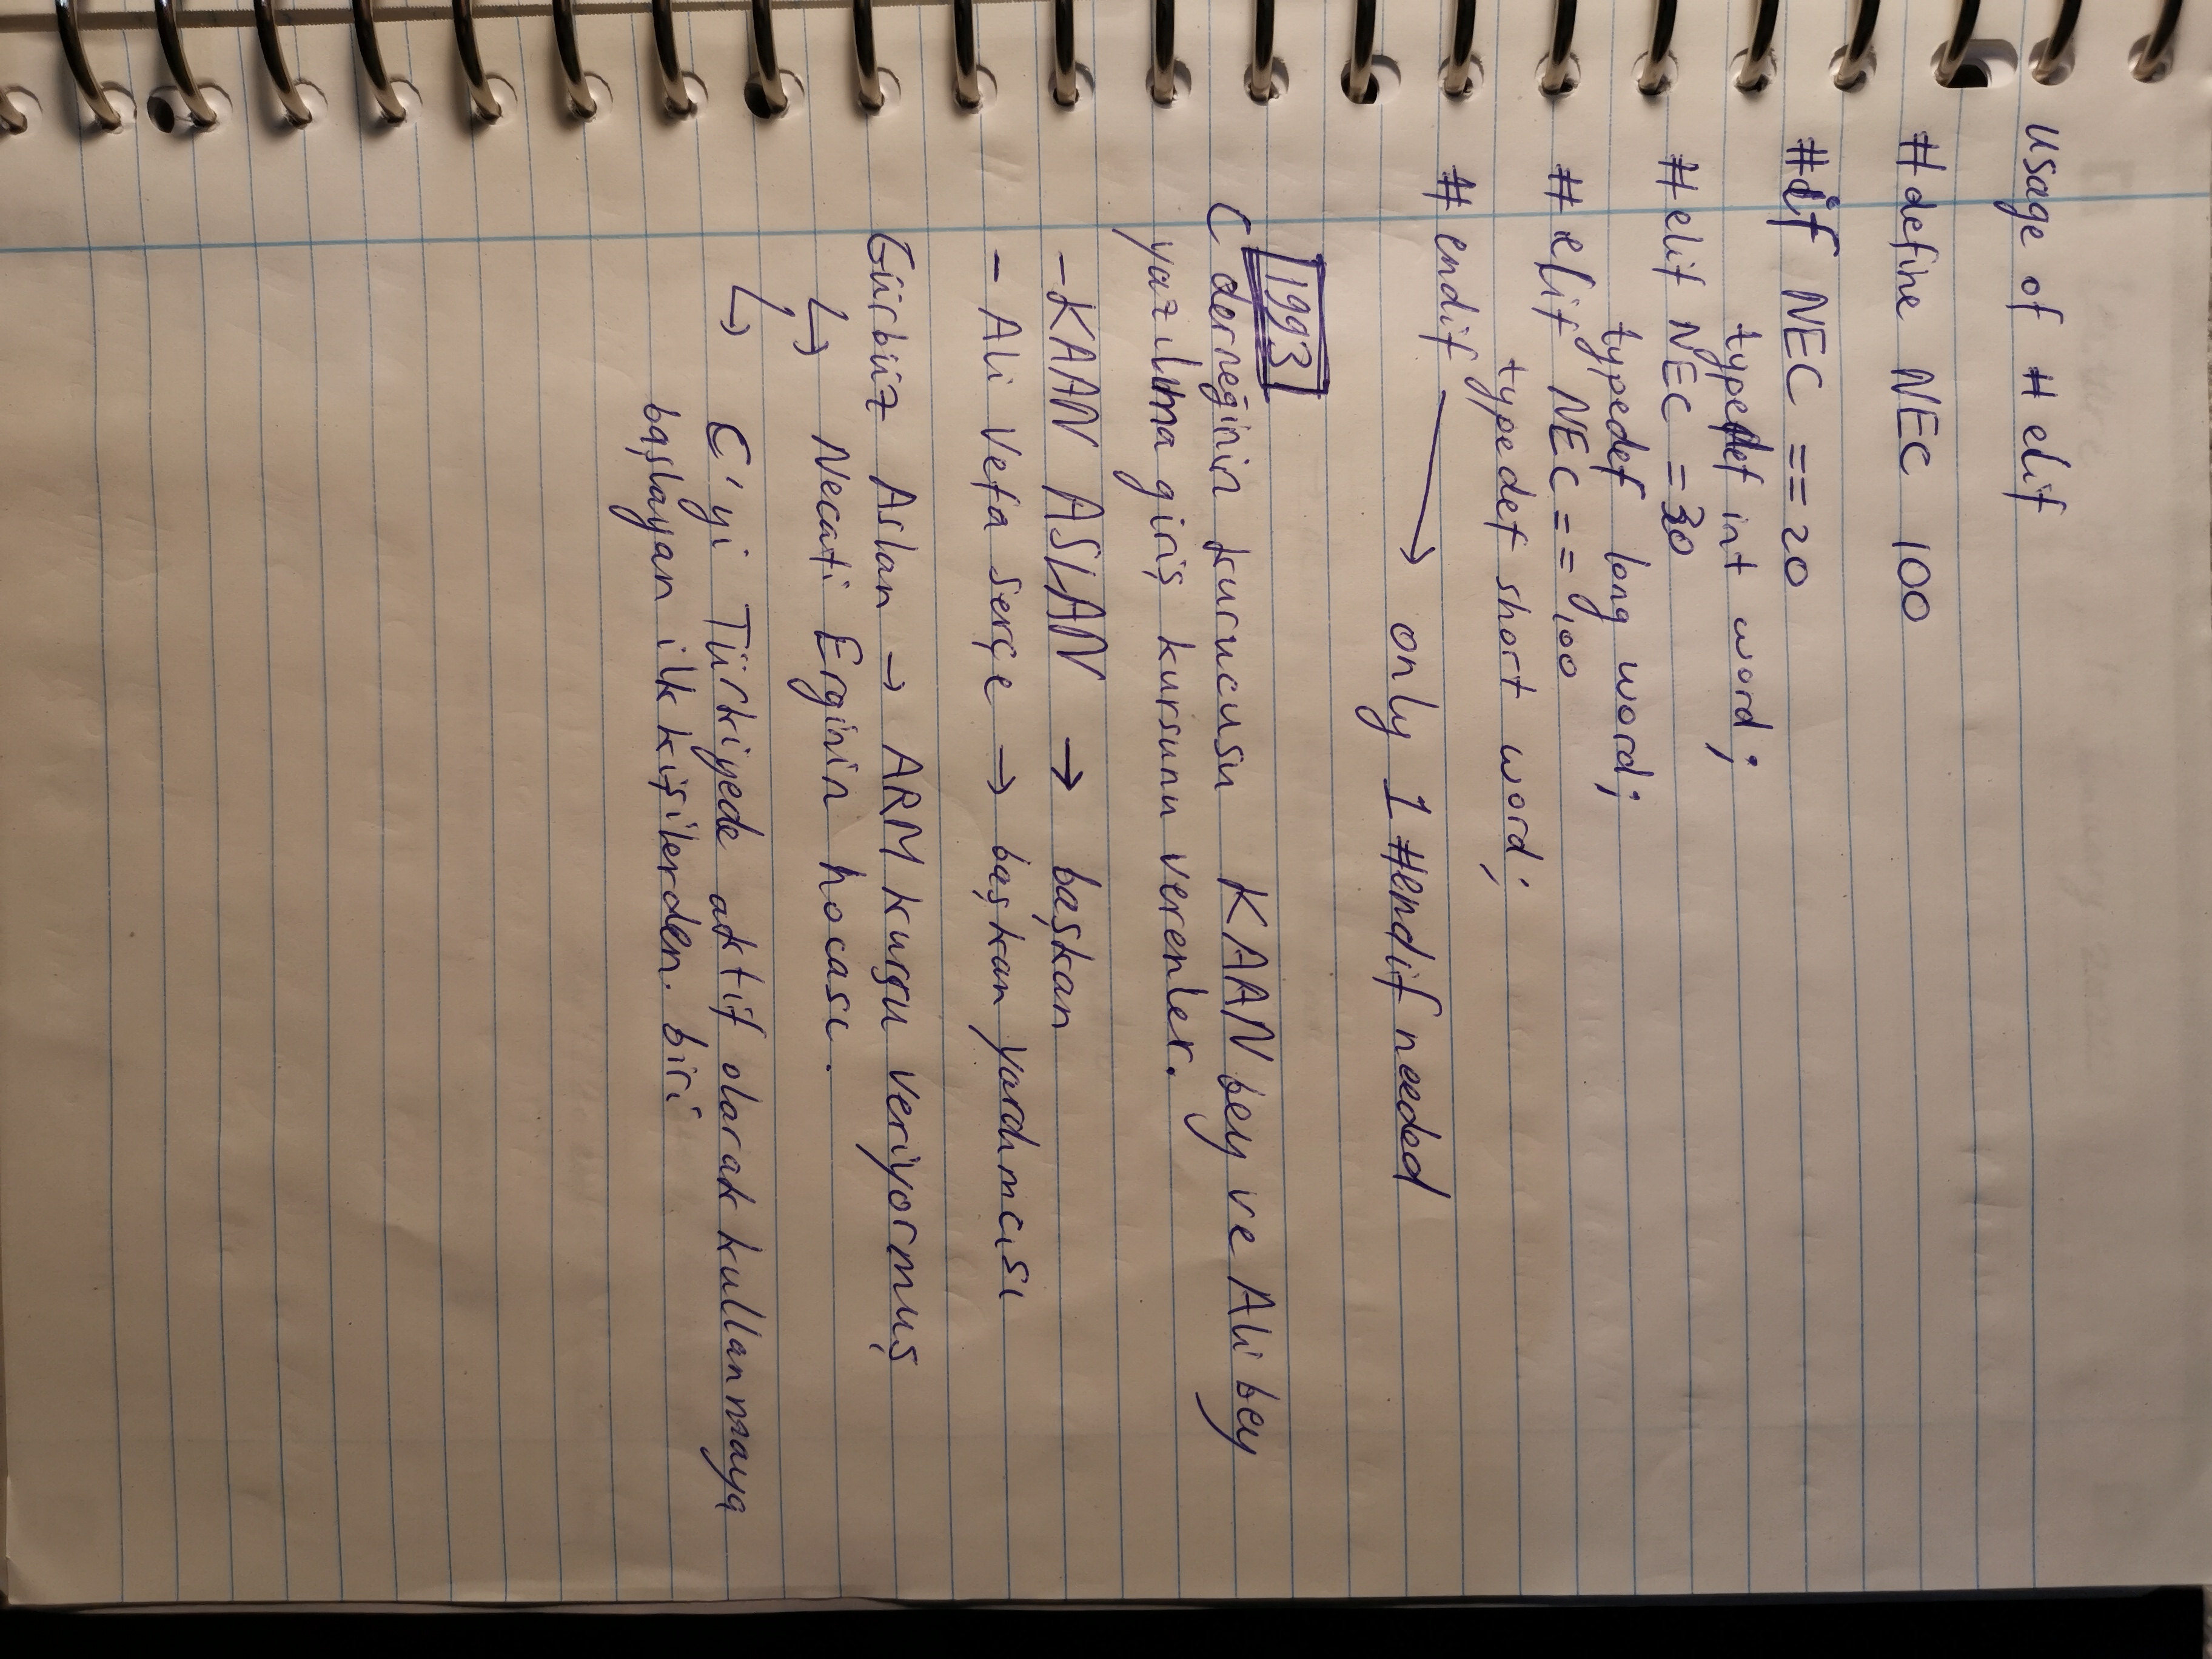 Usage of # elif
#define NEC 100
#if NEC == 20
typedef int word;
#elif NEC = 30
typedef long word;
# elif NEC == 100
typedef short word;
# endif → only 1 #endif needed
1993
C derneğinin kurucusu KAAN bey ve Ali bey
yazılıma giriş kursunu verenler.
-KAAN ASLAN → başkan
- Ali Vefa Serçe → başkan yardımcısı
Gürbüz Aslan → ARM kursu veriyormuş
↳ Necati Erginin hocası.
↳ C'yi Türkiyede aktif olarak kullanmaya
başlayan ilk kişilerden. biri